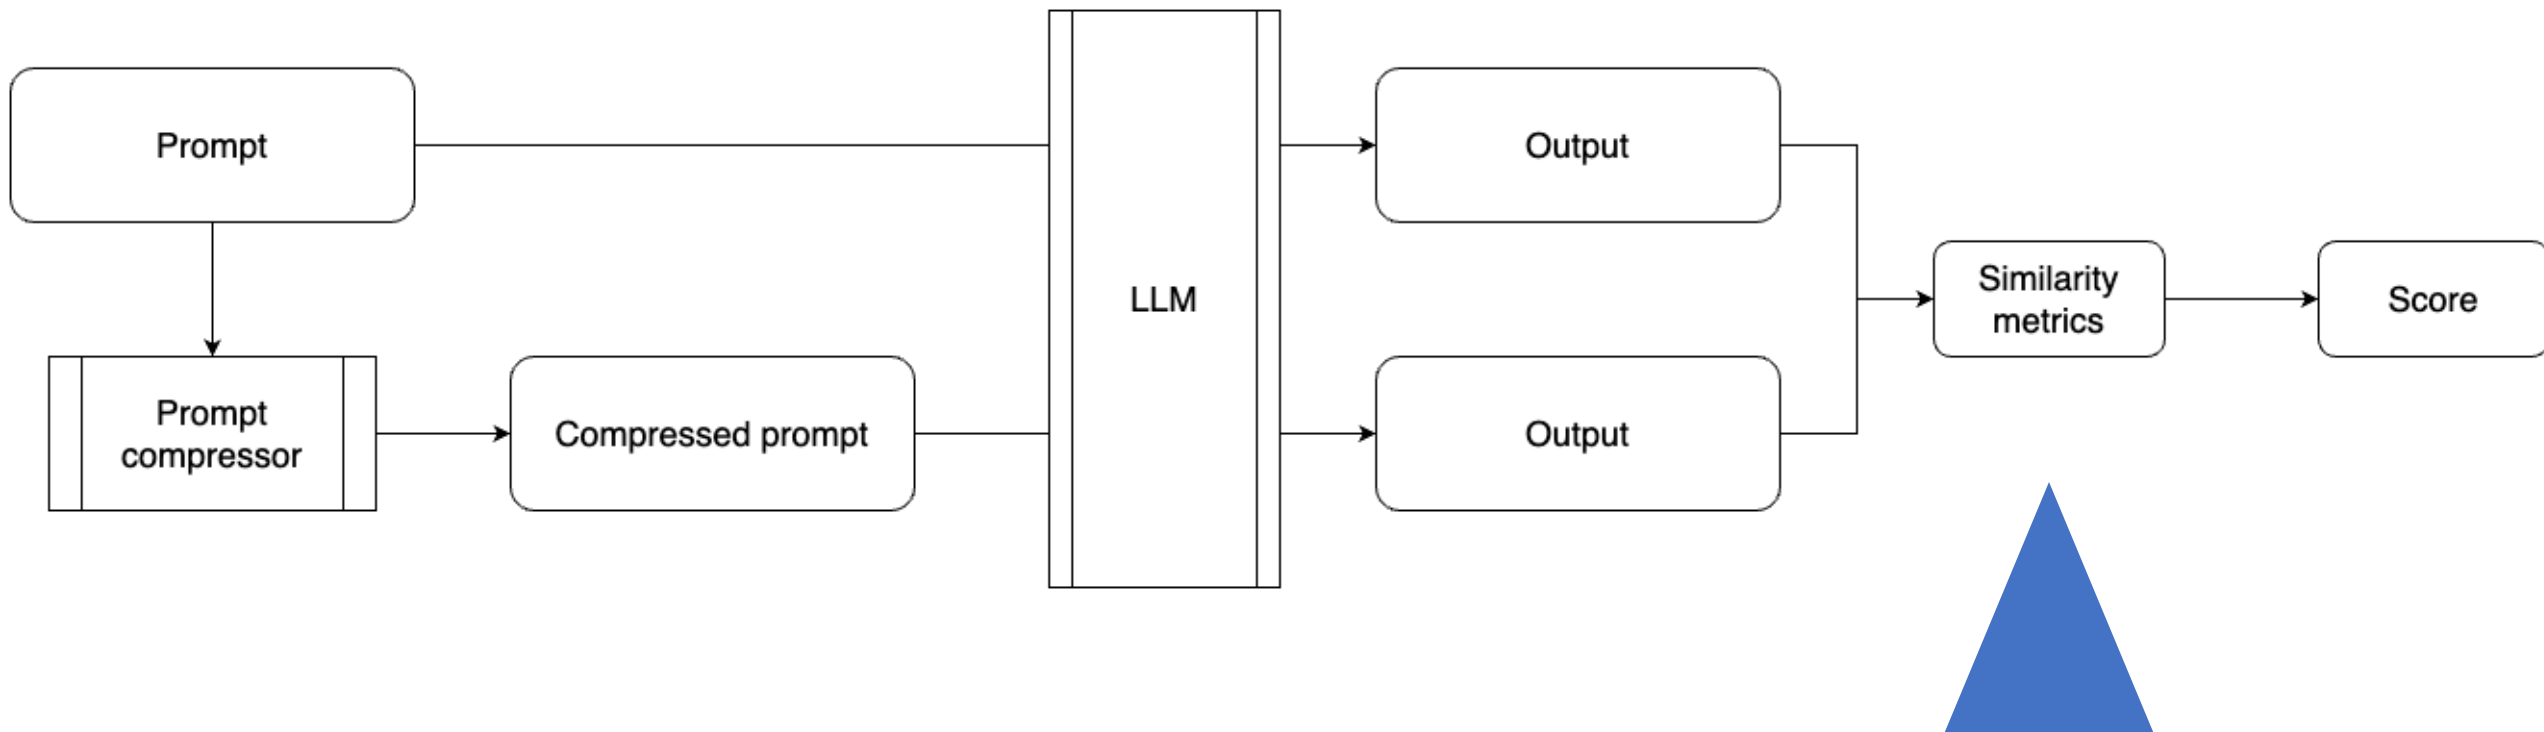 Prompt
Output
LLM
Similarity
metrics
Score
Prompt
compressor
Compressed prompt
Output